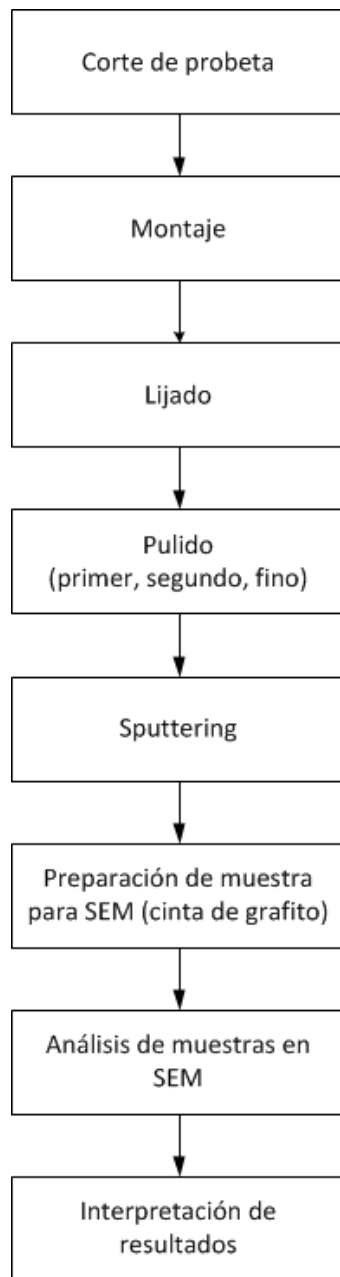 Corte de probeta
Montaje
Lijado
Pulido
(primer, segundo, fino)
Sputtering
Preparación de muestra
para SEM (cinta de grafito)
Análisis de muestras en
SEM
Interpretación de
resultados